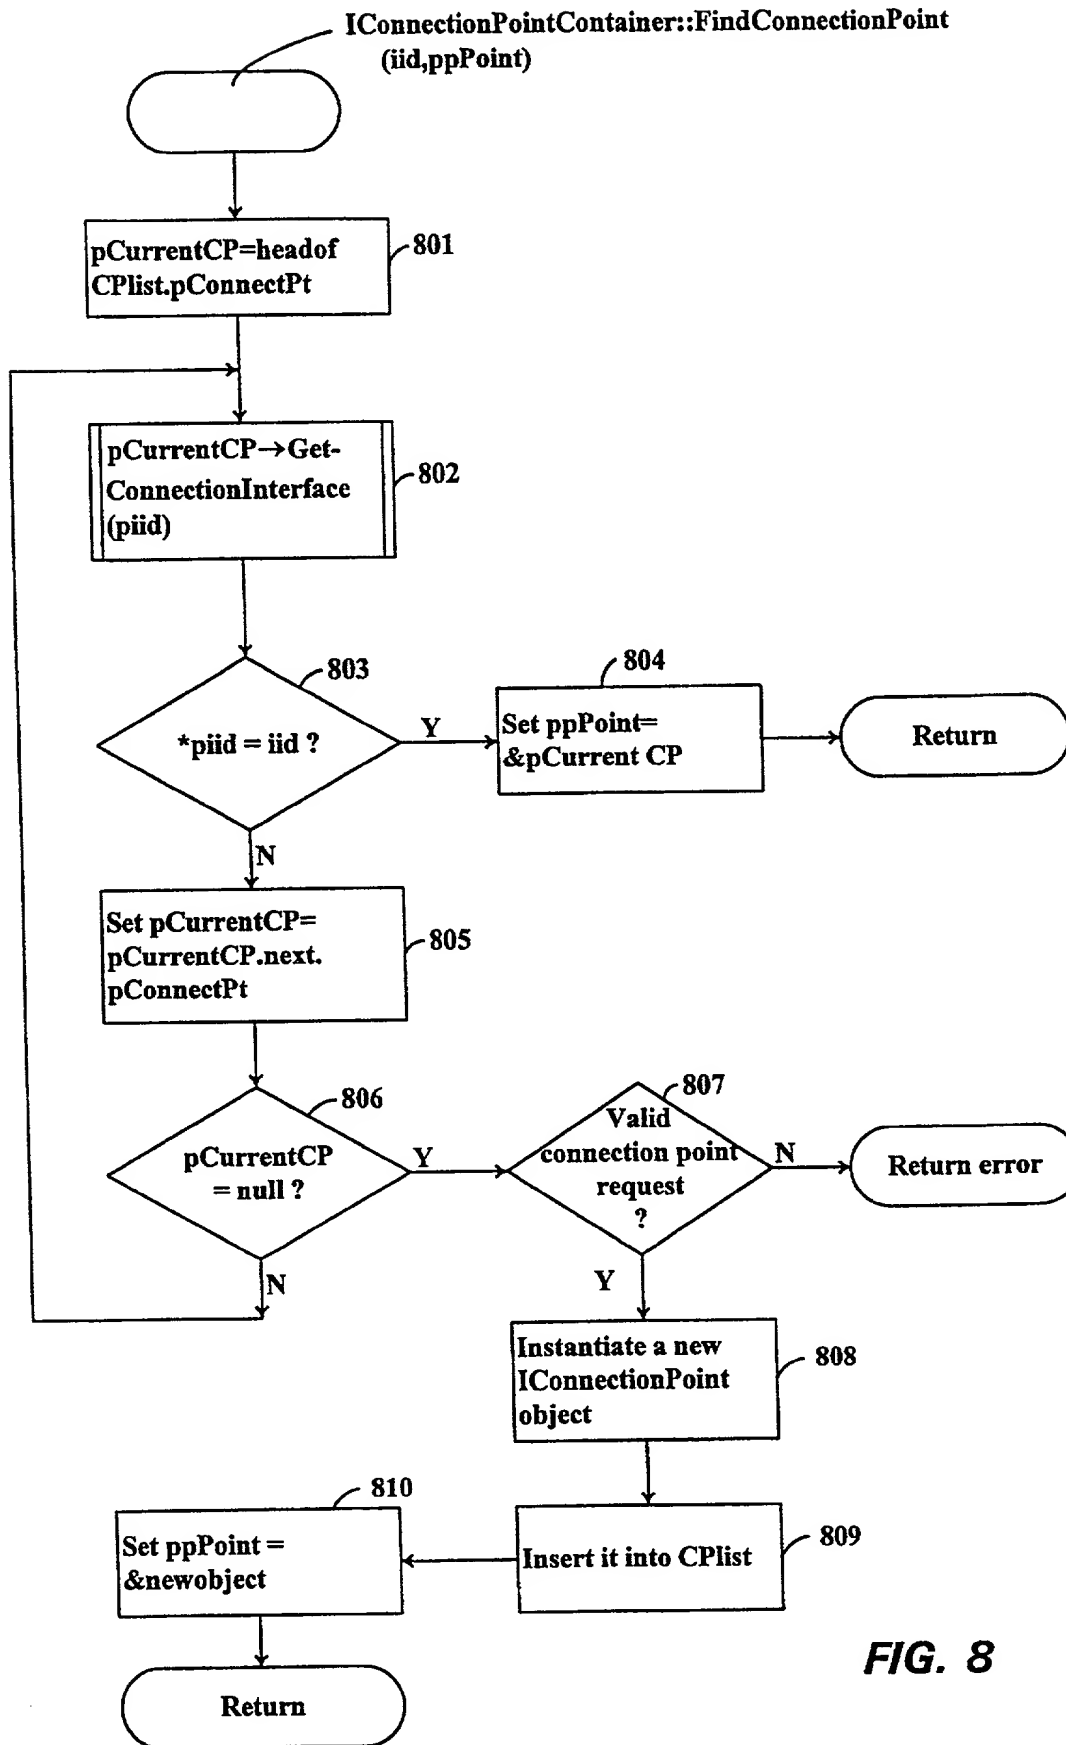 IConnectionPointContainer::FindConnectionPoint
(iid,ppPoint)
pCurrentCP=headof
CPlist.pConnectPt
801
pCurrentCP→Get-
ConnectionInterface
(piid)
802
803
*piid = iid ?
Y
804
Set ppPoint=
&pCurrent CP
Return
N
Set pCurrentCP=
pCurrentCP.next.
pConnectPt
805
806
pCurrentCP
= null ?
Y
N
807
Valid
connection point
request
?
N
Return error
Y
Instantiate a new
IConnectionPoint
object
808
Insert it into CPlist
809
810
Set ppPoint =
&newobject
Return
FIG. 8